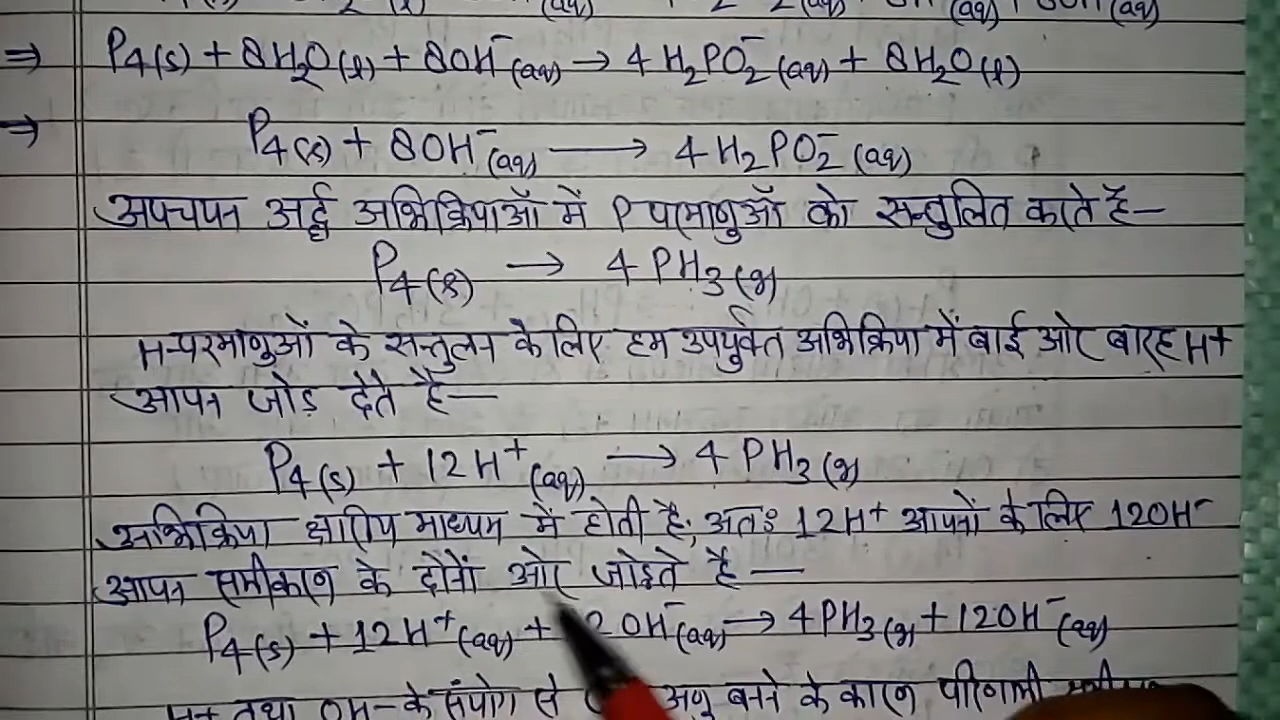 ⇒ P₄(s) + 8H₂O(l) + 8OH⁻(aq) → 4H₂PO₂⁻(aq) + 8H₂O(l)
⇒ P₄(s) + 8OH⁻(aq) ⟶ 4H₂PO₂⁻(aq)
अपचयन अर्द्ध अभिक्रियाओं में P परमाणुओं को सन्तुलित करते हैं—
P₄(s) → 4PH₃(g)
H-परमाणुओं के सन्तुलन के लिए हम उपर्युक्त अभिक्रिया में बाई ओर बारह H+
आयन जोड़ देते है—
P₄(s) + 12H⁺(aq) → 4PH₃(g)
अभिक्रिया क्षारीय माध्यम में होती है, अतः 12H⁺ आयनों के लिए 12OH⁻
आयन समीकरण के दोनों ओर जोड़ते है—
P₄(s) + 12H⁺(aq) + 2OH⁻(aq) → 4PH₃(g) + 12OH⁻(aq)
H+ तथा OH- के संयोग से अणु बनने के कारण परिणामी